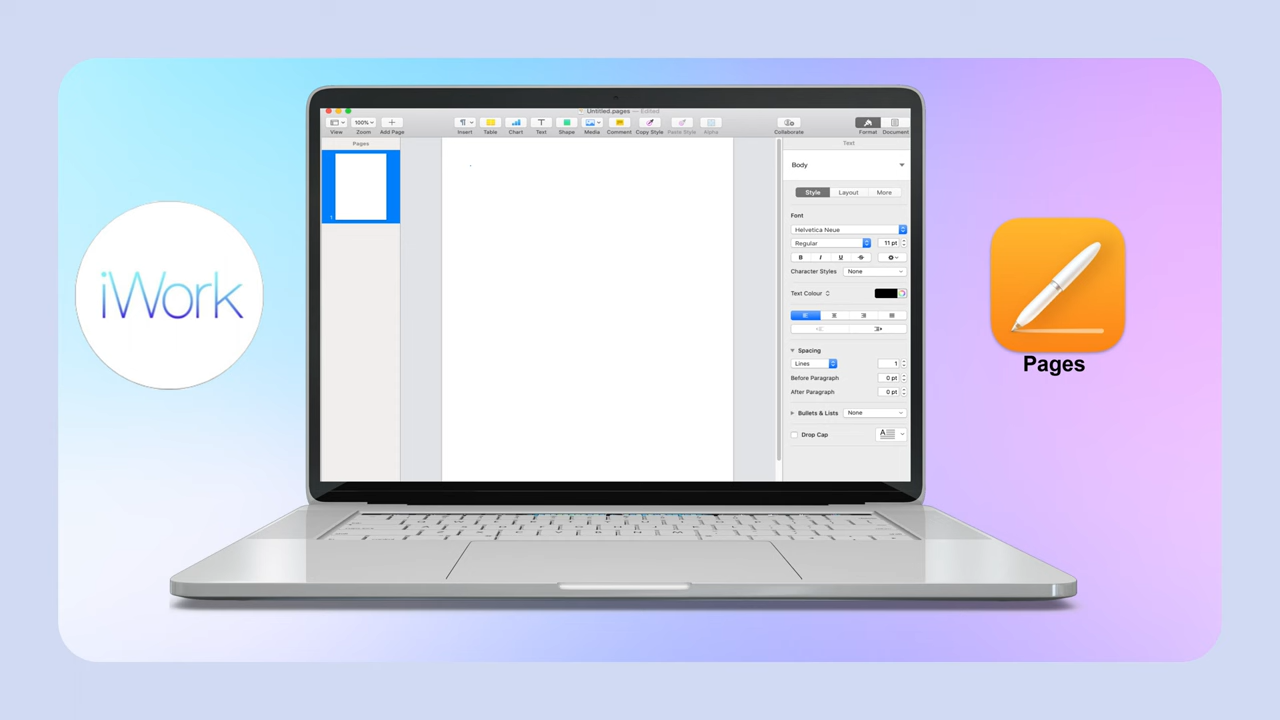 iWork
Untitled.pages — Edited
100%
View Zoom Add Page Insert Table Chart Text Shape Media Comment Copy Style Paste Style Alpha Collaborate Format Document
Pages
1
Text
Body
Style Layout More
Font
Helvetica Neue
Regular 11 pt
B I U S
Character Styles None
Text Colour
Spacing
Lines 1
Before Paragraph 0 pt
After Paragraph 0 pt
Bullets & Lists None
Drop Cap A
Pages